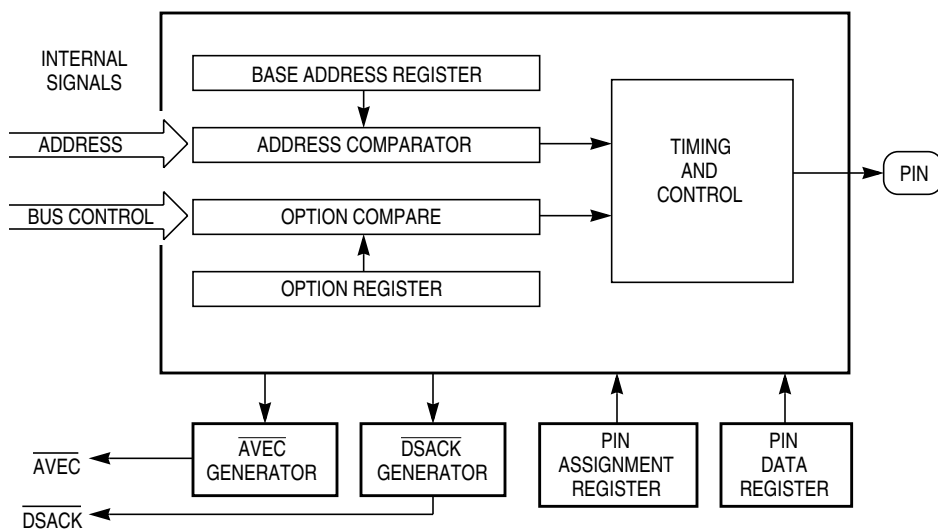 INTERNAL
SIGNALS
BASE ADDRESS REGISTER
ADDRESS
ADDRESS COMPARATOR
TIMING
AND
CONTROL
PIN
BUS CONTROL
OPTION COMPARE
OPTION REGISTER
AVEC
GENERATOR
DSACK
GENERATOR
PIN
ASSIGNMENT
REGISTER
PIN
DATA
REGISTER
AVEC
DSACK